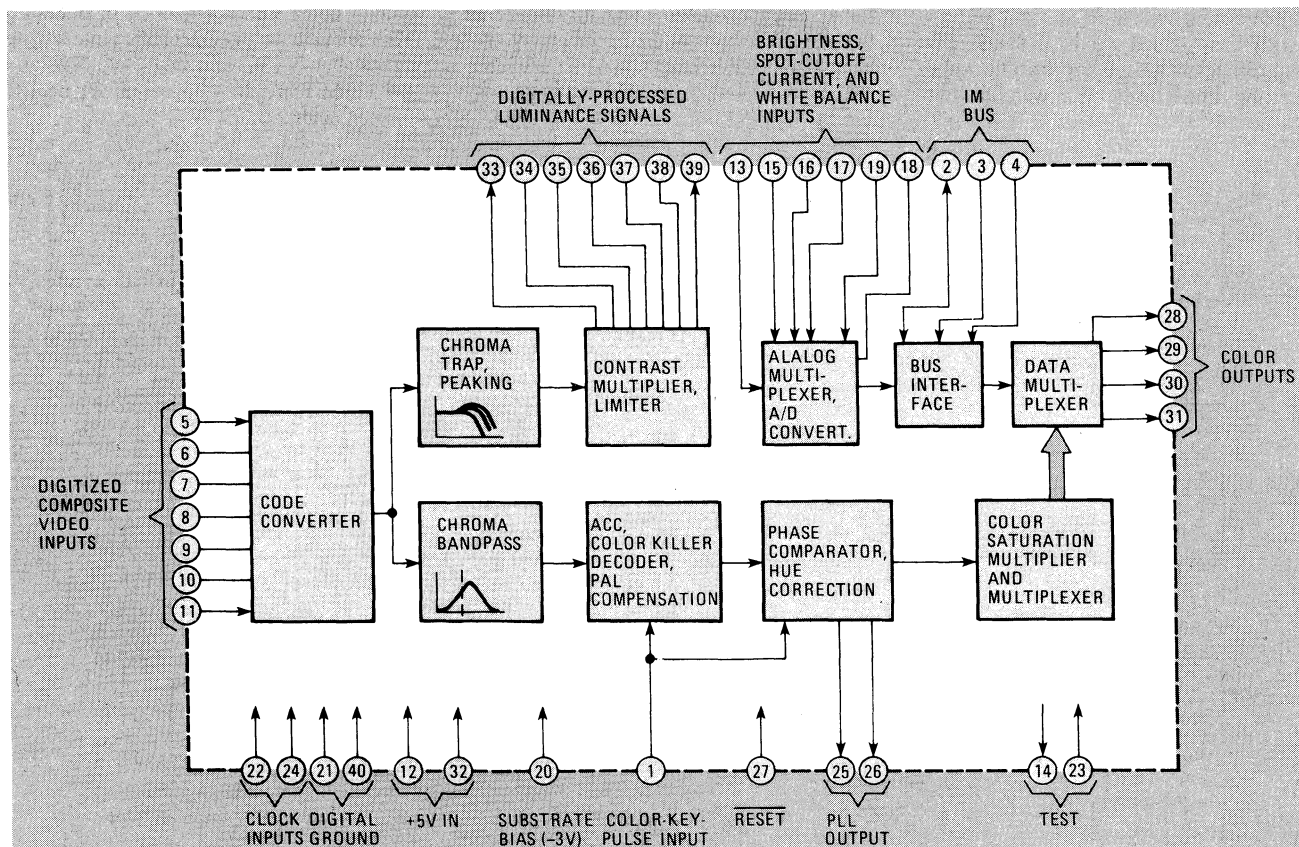 BRIGHTNESS,
SPOT-CUTOFF
CURRENT, AND
WHITE BALANCE
INPUTS
DIGITALLY-PROCESSED
LUMINANCE SIGNALS
IM
BUS
33 34 35 36 37 38 39 13 15 16 17 19 18 2 3 4
CHROMA
TRAP,
PEAKING
CONTRAST
MULTIPLIER,
LIMITER
ALALOG
MULTI-
PLEXER,
A/D
CONVERT.
BUS
INTER-
FACE
DATA
MULTI-
PLEXER
28
29
30
31
COLOR
OUTPUTS
DIGITIZED
COMPOSITE
VIDEO
INPUTS
5
6
7
8
9
10
11
CODE
CONVERTER
CHROMA
BANDPASS
ACC,
COLOR KILLER
DECODER,
PAL
COMPENSATION
PHASE
COMPARATOR,
HUE
CORRECTION
COLOR
SATURATION
MULTIPLIER
AND
MULTIPLEXER
22 24 21 40 12 32 20 1 27 25 26 14 23
CLOCK
INPUTS
DIGITAL
GROUND
+5V IN
SUBSTRATE
BIAS (-3V)
COLOR-KEY-
PULSE INPUT
RESET
PLL
OUTPUT
TEST